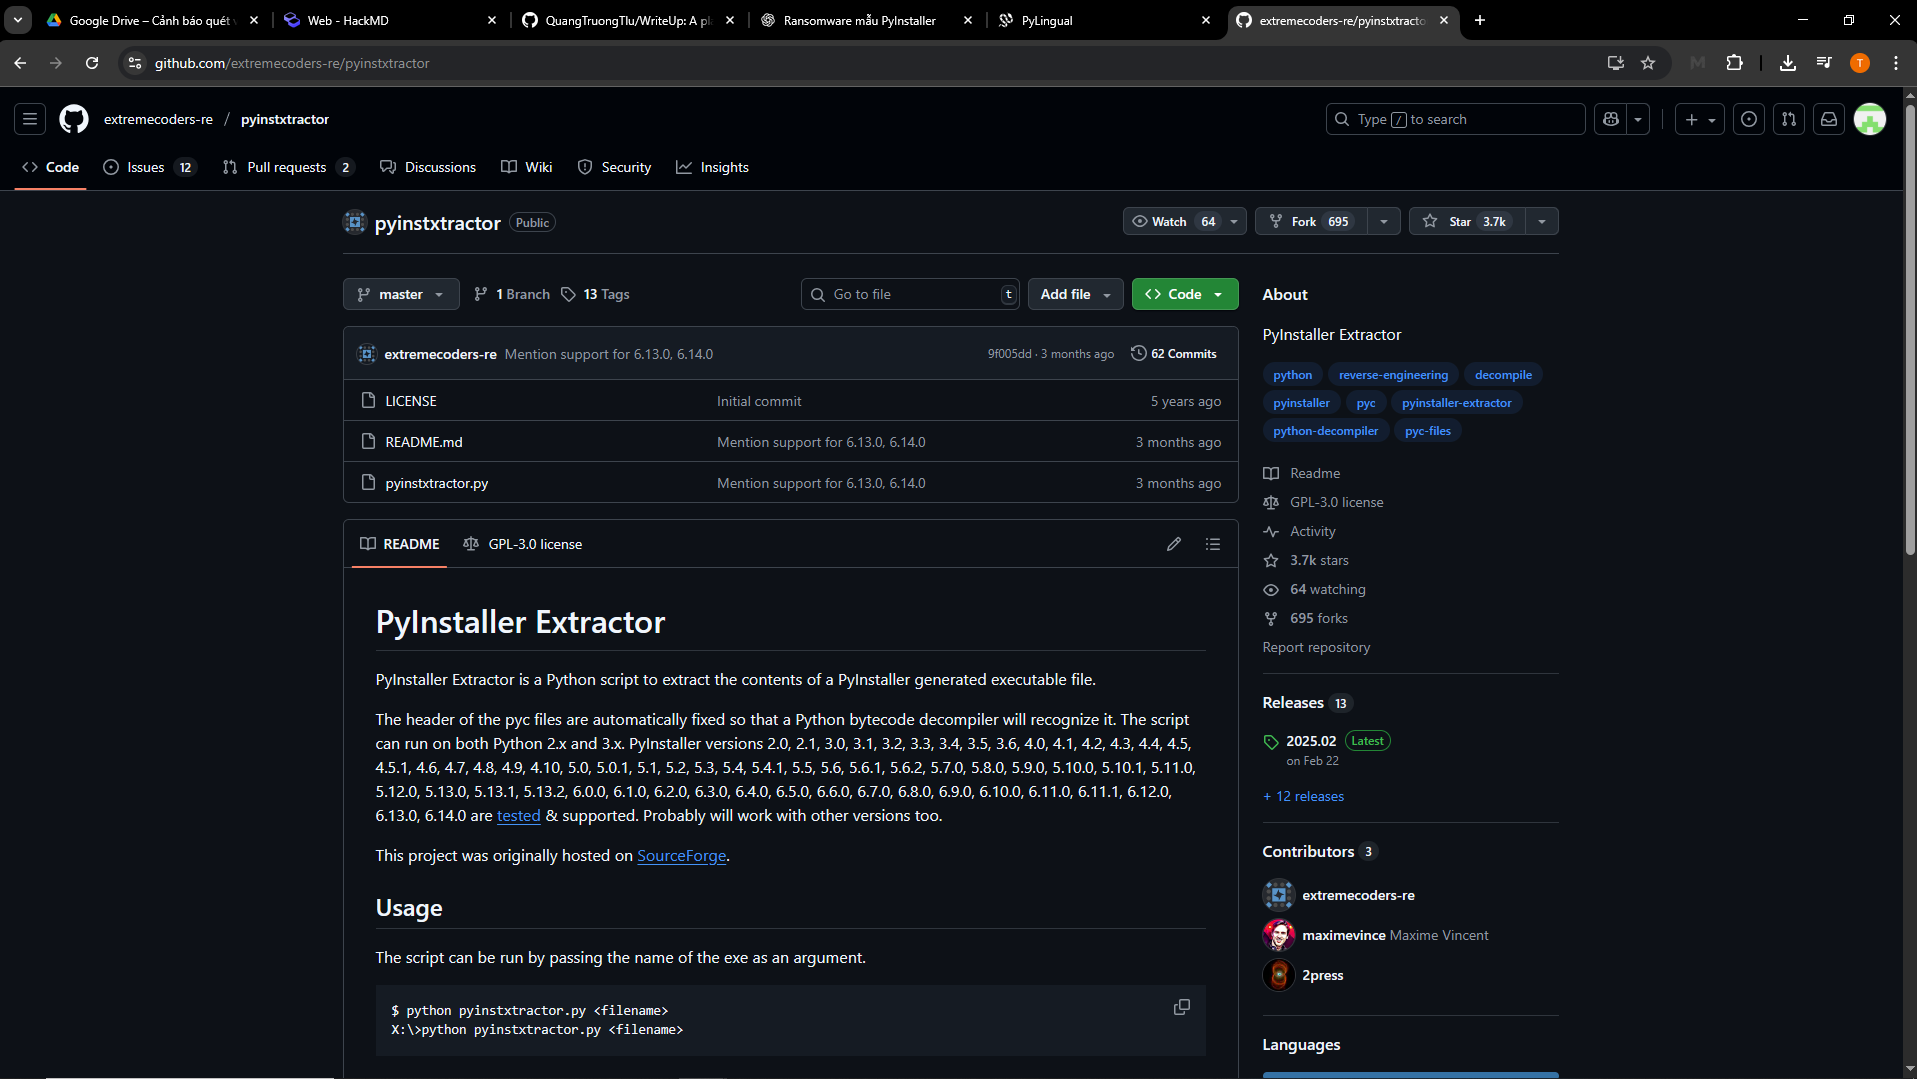 Google Drive – Cảnh báo quét v
Web - HackMD
QuangTruongTlu/WriteUp: A pl
Ransomware mẫu PyInstaller
PyLingual
extremecoders-re/pyinstxtracto
github.com/extremecoders-re/pyinstxtractor
T
extremecoders-re / pyinstxtractor
Type / to search
Code
Issues 12
Pull requests 2
Discussions
Wiki
Security
Insights
pyinstxtractor Public
Watch 64
Fork 695
Star 3.7k
master
1 Branch
13 Tags
Go to file t
Add file
Code
extremecoders-re Mention support for 6.13.0, 6.14.0 9f005dd · 3 months ago 62 Commits
LICENSE Initial commit 5 years ago
README.md Mention support for 6.13.0, 6.14.0 3 months ago
pyinstxtractor.py Mention support for 6.13.0, 6.14.0 3 months ago
README
GPL-3.0 license
PyInstaller Extractor
PyInstaller Extractor is a Python script to extract the contents of a PyInstaller generated executable file.
The header of the pyc files are automatically fixed so that a Python bytecode decompiler will recognize it. The script
can run on both Python 2.x and 3.x. PyInstaller versions 2.0, 2.1, 3.0, 3.1, 3.2, 3.3, 3.4, 3.5, 3.6, 4.0, 4.1, 4.2, 4.3, 4.4, 4.5,
4.5.1, 4.6, 4.7, 4.8, 4.9, 4.10, 5.0, 5.0.1, 5.1, 5.2, 5.3, 5.4, 5.4.1, 5.5, 5.6, 5.6.1, 5.6.2, 5.7.0, 5.8.0, 5.9.0, 5.10.0, 5.10.1, 5.11.0,
5.12.0, 5.13.0, 5.13.1, 5.13.2, 6.0.0, 6.1.0, 6.2.0, 6.3.0, 6.4.0, 6.5.0, 6.6.0, 6.7.0, 6.8.0, 6.9.0, 6.10.0, 6.11.0, 6.11.1, 6.12.0,
6.13.0, 6.14.0 are tested & supported. Probably will work with other versions too.
This project was originally hosted on SourceForge.
Usage
The script can be run by passing the name of the exe as an argument.
$ python pyinstxtractor.py <filename>
X:\>python pyinstxtractor.py <filename>
About
PyInstaller Extractor
python reverse-engineering decompile
pyinstaller pyc pyinstaller-extractor
python-decompiler pyc-files
Readme
GPL-3.0 license
Activity
3.7k stars
64 watching
695 forks
Report repository
Releases 13
2025.02 Latest
on Feb 22
+ 12 releases
Contributors 3
extremecoders-re
maximevince Maxime Vincent
2press
Languages